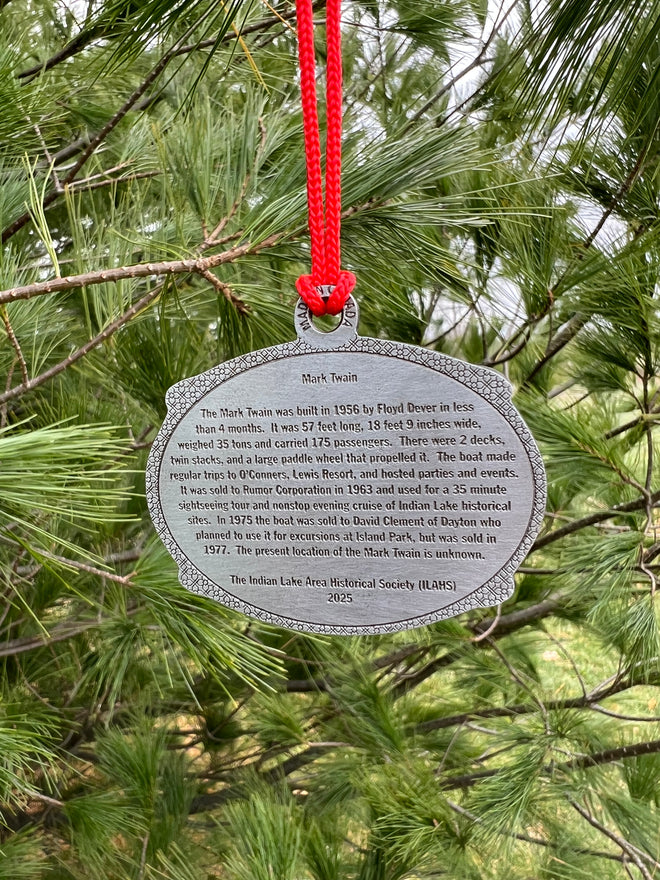 MAD
N C
ADA
Mark Twain
The Mark Twain was built in 1956 by Floyd Dever in less
than 4 months. It was 57 feet long, 18 feet 9 inches wide,
weighed 35 tons and carried 175 passengers. There were 2 decks,
twin stacks, and a large paddle wheel that propelled it. The boat made
regular trips to O'Conners, Lewis Resort, and hosted parties and events.
It was sold to Rumor Corporation in 1963 and used for a 35 minute
sightseeing tour and nonstop evening cruise of Indian Lake historical
sites. In 1975 the boat was sold to David Clement of Dayton who
planned to use it for excursions at Island Park, but was sold in
1977. The present location of the Mark Twain is unknown.
The Indian Lake Area Historical Society (ILAHS)
2025